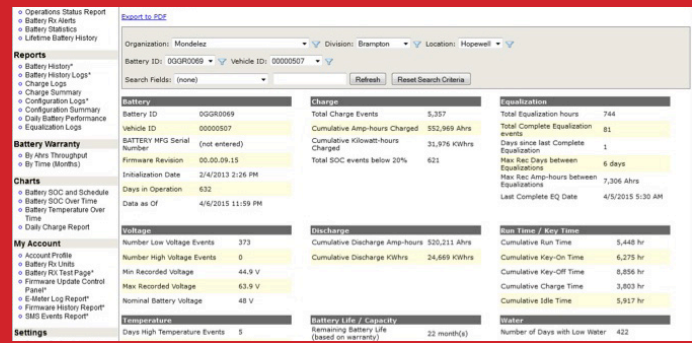 Operations Status Report
Battery Rx Alerts
Battery Statistics
Lifetime Battery History
Reports
Battery History*
Battery History Logs*
Charge Logs
Charge Summary
Configuration Logs*
Configuration Summary
Daily Battery Performance
Equalization Logs
Battery Warranty
By Ahrs Throughput
By Time (Months)
Charts
Battery SOC and Schedule
Battery SOC Over Time
Battery Temperature Over
Time
Daily Charge Report
My Account
Account Profile
Battery Rx Units
Battery RX Test Page*
Firmware Update Control
Panel*
E-Meter Log Report*
Firmware History Report*
SMS Events Report*
Settings
Export to PDF
Organization: Mondelez Division: Brampton Location: Hopewell
Battery ID: 0GGR0069 Vehicle ID: 00000507
Search Fields: (none) Refresh Reset Search Criteria
Battery
Battery ID 0GGR0069
Vehicle ID 00000507
BATTERY MFG Serial
Number (not entered)
Firmware Revision 00.00.09.15
Initialization Date 2/4/2013 2:26 PM
Days in Operation 632
Data as Of 4/6/2015 11:59 PM
Charge
Total Charge Events 5,357
Cumulative Amp-hours Charged 552,969 Ahrs
Cumulative Kilowatt-hours
Charged 31,976 KWhrs
Total SOC events below 20% 621
Equalization
Total Equalization hours 744
Total Complete Equalization
events 81
Days since last Complete
Equalization 1
Max Rec Days between
Equalizations 6 days
Max Rec Amp-hours between
Equalizations 7,306 Ahrs
Last Complete EQ Date 4/5/2015 5:30 AM
Voltage
Number Low Voltage Events 373
Number High Voltage Events 0
Min Recorded Voltage 44.9 V
Max Recorded Voltage 63.9 V
Nominal Battery Voltage 48 V
Discharge
Cumulative Discharge Amp-hours 520,211 Ahrs
Cumulative Discharge KWhrs 24,669 KWhrs
Run Time / Key Time
Cumulative Run Time 5,448 hr
Cumulative Key-On Time 6,275 hr
Cumulative Key-Off Time 8,856 hr
Cumulative Charge Time 3,803 hr
Cumulative Idle Time 5,917 hr
Temperature
Days High Temperature Events 5
Battery Life / Capacity
Remaining Battery Life
(based on warranty) 22 month(s)
Water
Number of Days with Low Water 422